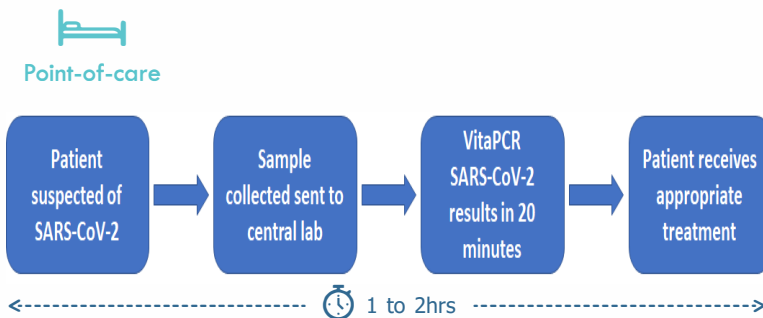 Point-of-care
Patient
suspected of
SARS-CoV-2
Sample
collected sent to
central lab
VitaPCR
SARS-CoV-2
results in 20
minutes
Patient receives
appropriate
treatment
1 to 2hrs